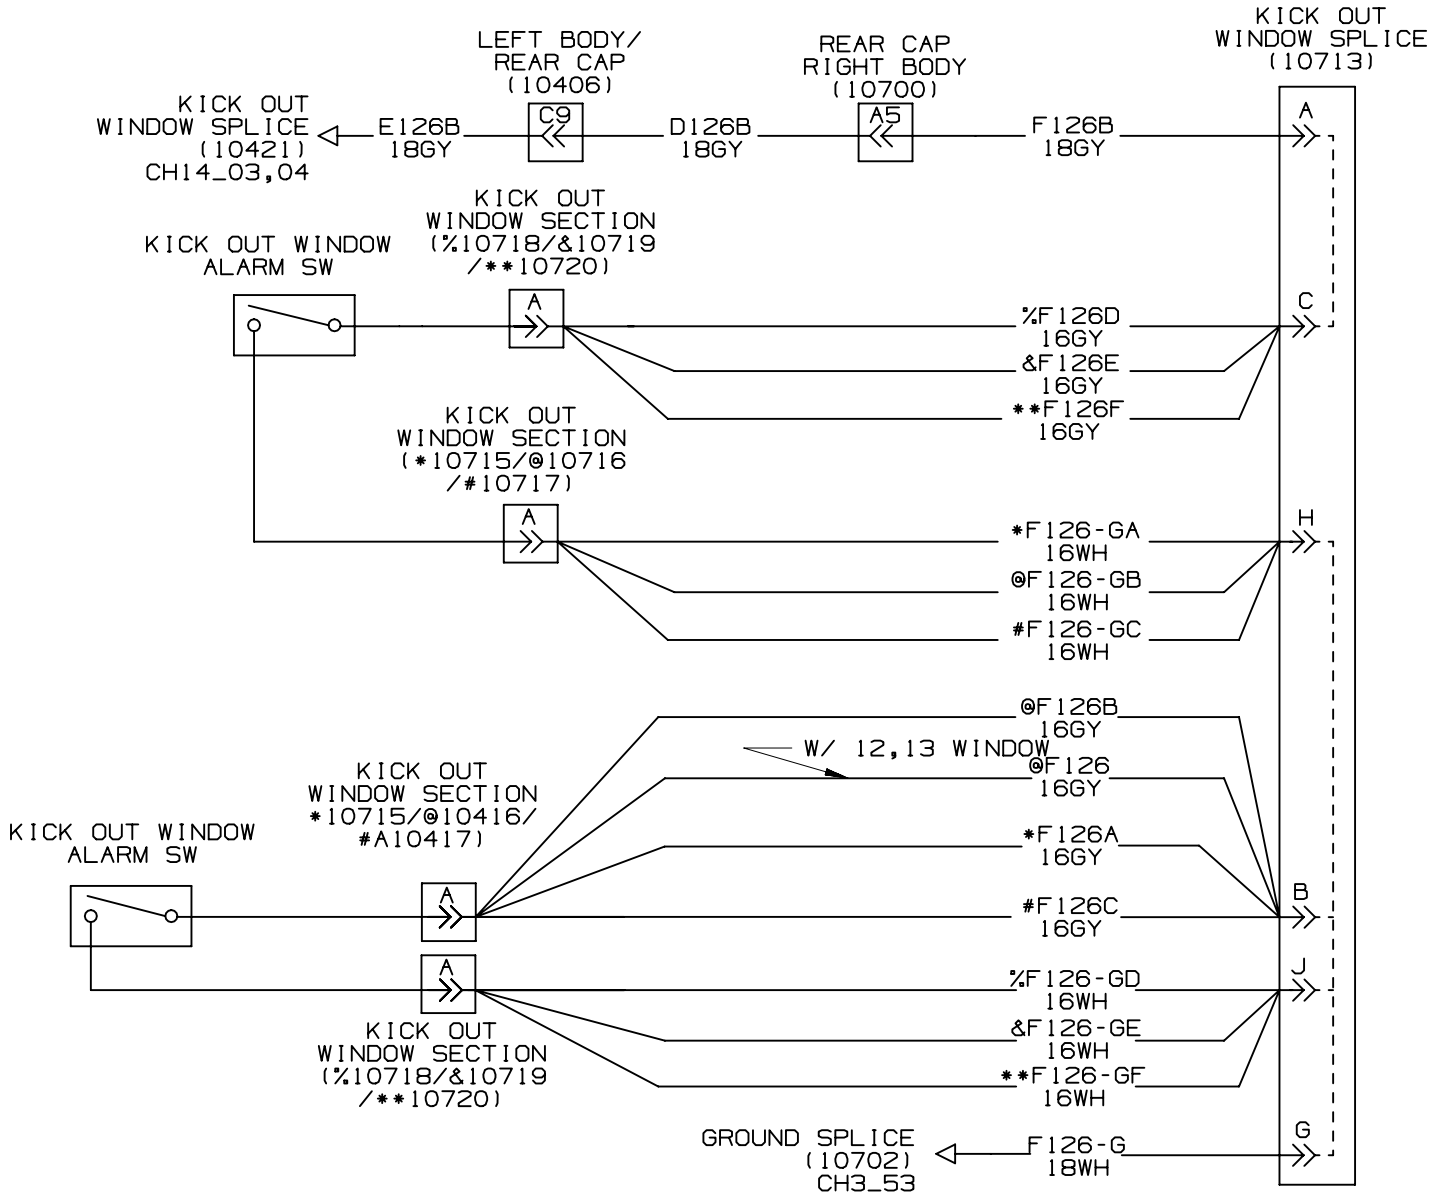 KICK OUT
WINDOW SPLICE
(10713)
LEFT BODY/
REAR CAP
(10406)
REAR CAP
RIGHT BODY
(10700)
KICK OUT
WINDOW SPLICE
(10421)
CH14_03,04
E126B
18GY
C9
D126B
18GY
A5
F126B
18GY
A
KICK OUT
WINDOW SECTION
(%10718/&10719
/**10720)
KICK OUT WINDOW
ALARM SW
A
%F126D
16GY
&F126E
16GY
**F126F
16GY
C
KICK OUT
WINDOW SECTION
(*10715/@10716
/#10717)
A
*F126-GA
16WH
@F126-GB
16WH
#F126-GC
16WH
H
@F126B
16GY
W/ 12,13 WINDOW
@F126
16GY
KICK OUT
WINDOW SECTION
*10715/@10416/
#A10417)
*F126A
16GY
KICK OUT WINDOW
ALARM SW
A
#F126C
16GY
B
A
%F126-GD
16WH
&F126-GE
16WH
**F126-GF
16WH
J
KICK OUT
WINDOW SECTION
(%10718/&10719
/**10720)
GROUND SPLICE
(10702)
CH3_53
F126-G
18WH
G